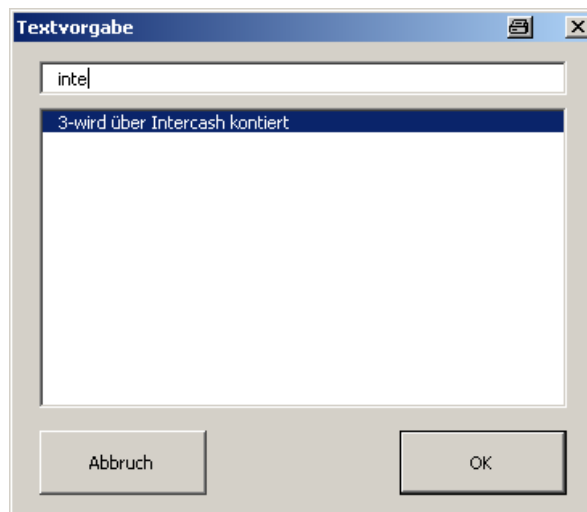 Textvorgabe
inte
3-wird über Intercash kontiert
Abbruch
OK